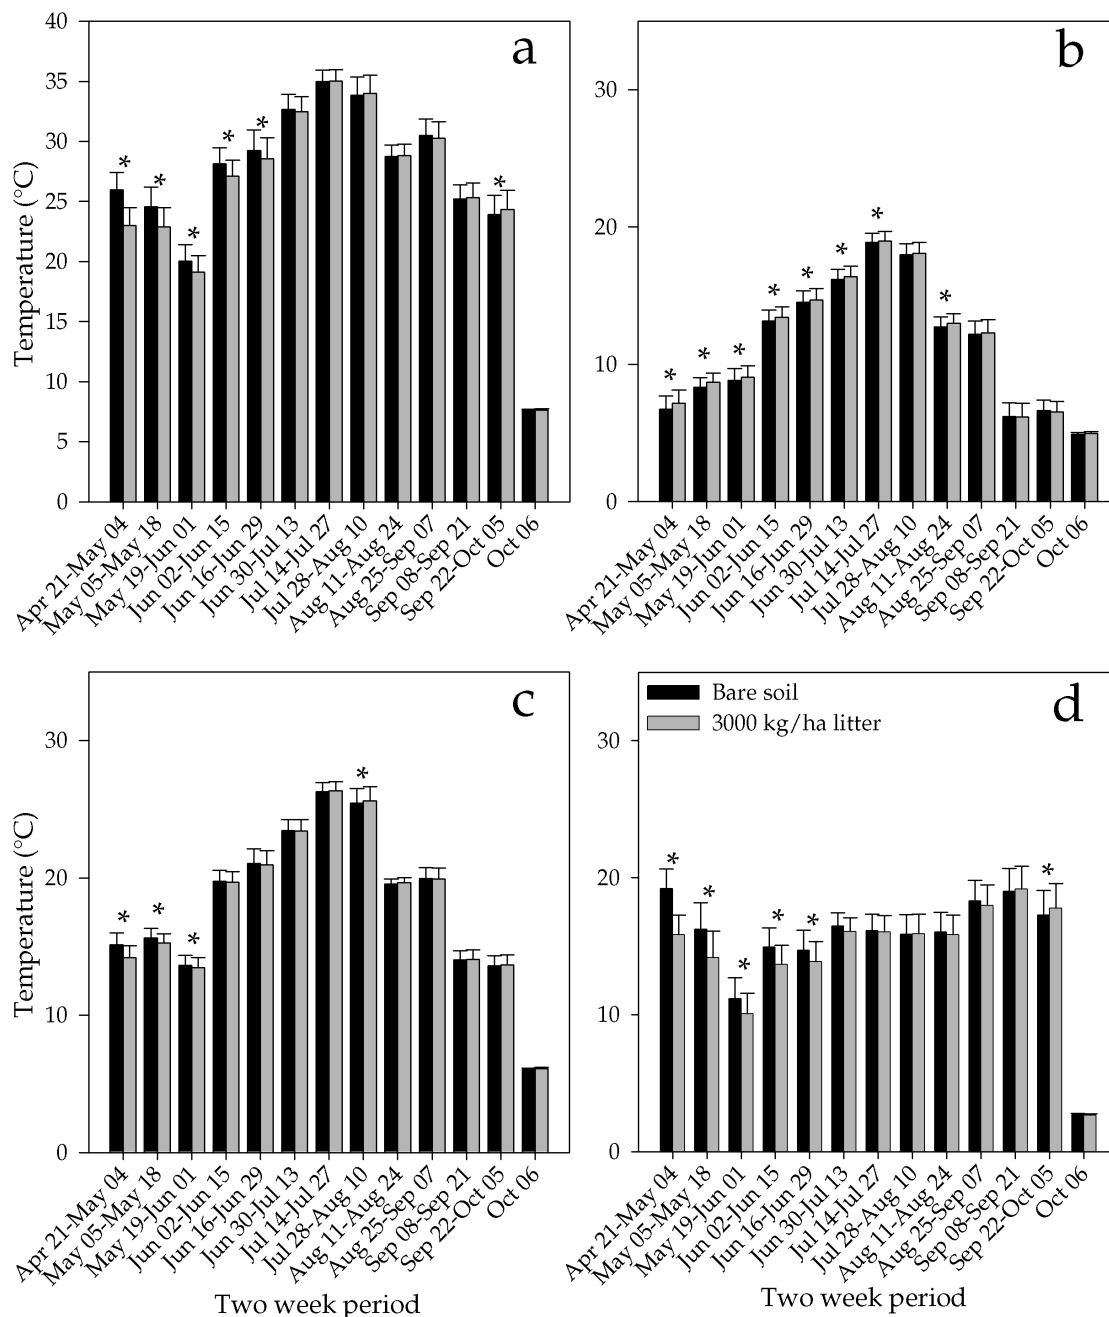 a
Temperature (°C)
40
35
30
25
20
15
10
5
0
*
*
*
*
*
*
Apr 21-May 04
May 05-May 18
May 19-Jun 01
Jun 02-Jun 15
Jun 16-Jun 29
Jun 30-Jul 13
Jul 14-Jul 27
Jul 28-Aug 10
Aug 11-Aug 24
Aug 25-Sep 07
Sep 08-Sep 21
Sep 22-Oct 05
Oct 06
b
30
20
10
0
*
*
*
*
*
*
*
*
Apr 21-May 04
May 05-May 18
May 19-Jun 01
Jun 02-Jun 15
Jun 16-Jun 29
Jun 30-Jul 13
Jul 14-Jul 27
Jul 28-Aug 10
Aug 11-Aug 24
Aug 25-Sep 07
Sep 08-Sep 21
Sep 22-Oct 05
Oct 06
c
Temperature (°C)
30
20
10
0
*
*
*
*
Apr 21-May 04
May 05-May 18
May 19-Jun 01
Jun 02-Jun 15
Jun 16-Jun 29
Jun 30-Jul 13
Jul 14-Jul 27
Jul 28-Aug 10
Aug 11-Aug 24
Aug 25-Sep 07
Sep 08-Sep 21
Sep 22-Oct 05
Oct 06
Two week period
d
Bare soil
3000 kg/ha litter
30
20
10
0
*
*
*
*
*
*
Apr 21-May 04
May 05-May 18
May 19-Jun 01
Jun 02-Jun 15
Jun 16-Jun 29
Jun 30-Jul 13
Jul 14-Jul 27
Jul 28-Aug 10
Aug 11-Aug 24
Aug 25-Sep 07
Sep 08-Sep 21
Sep 22-Oct 05
Oct 06
Two week period